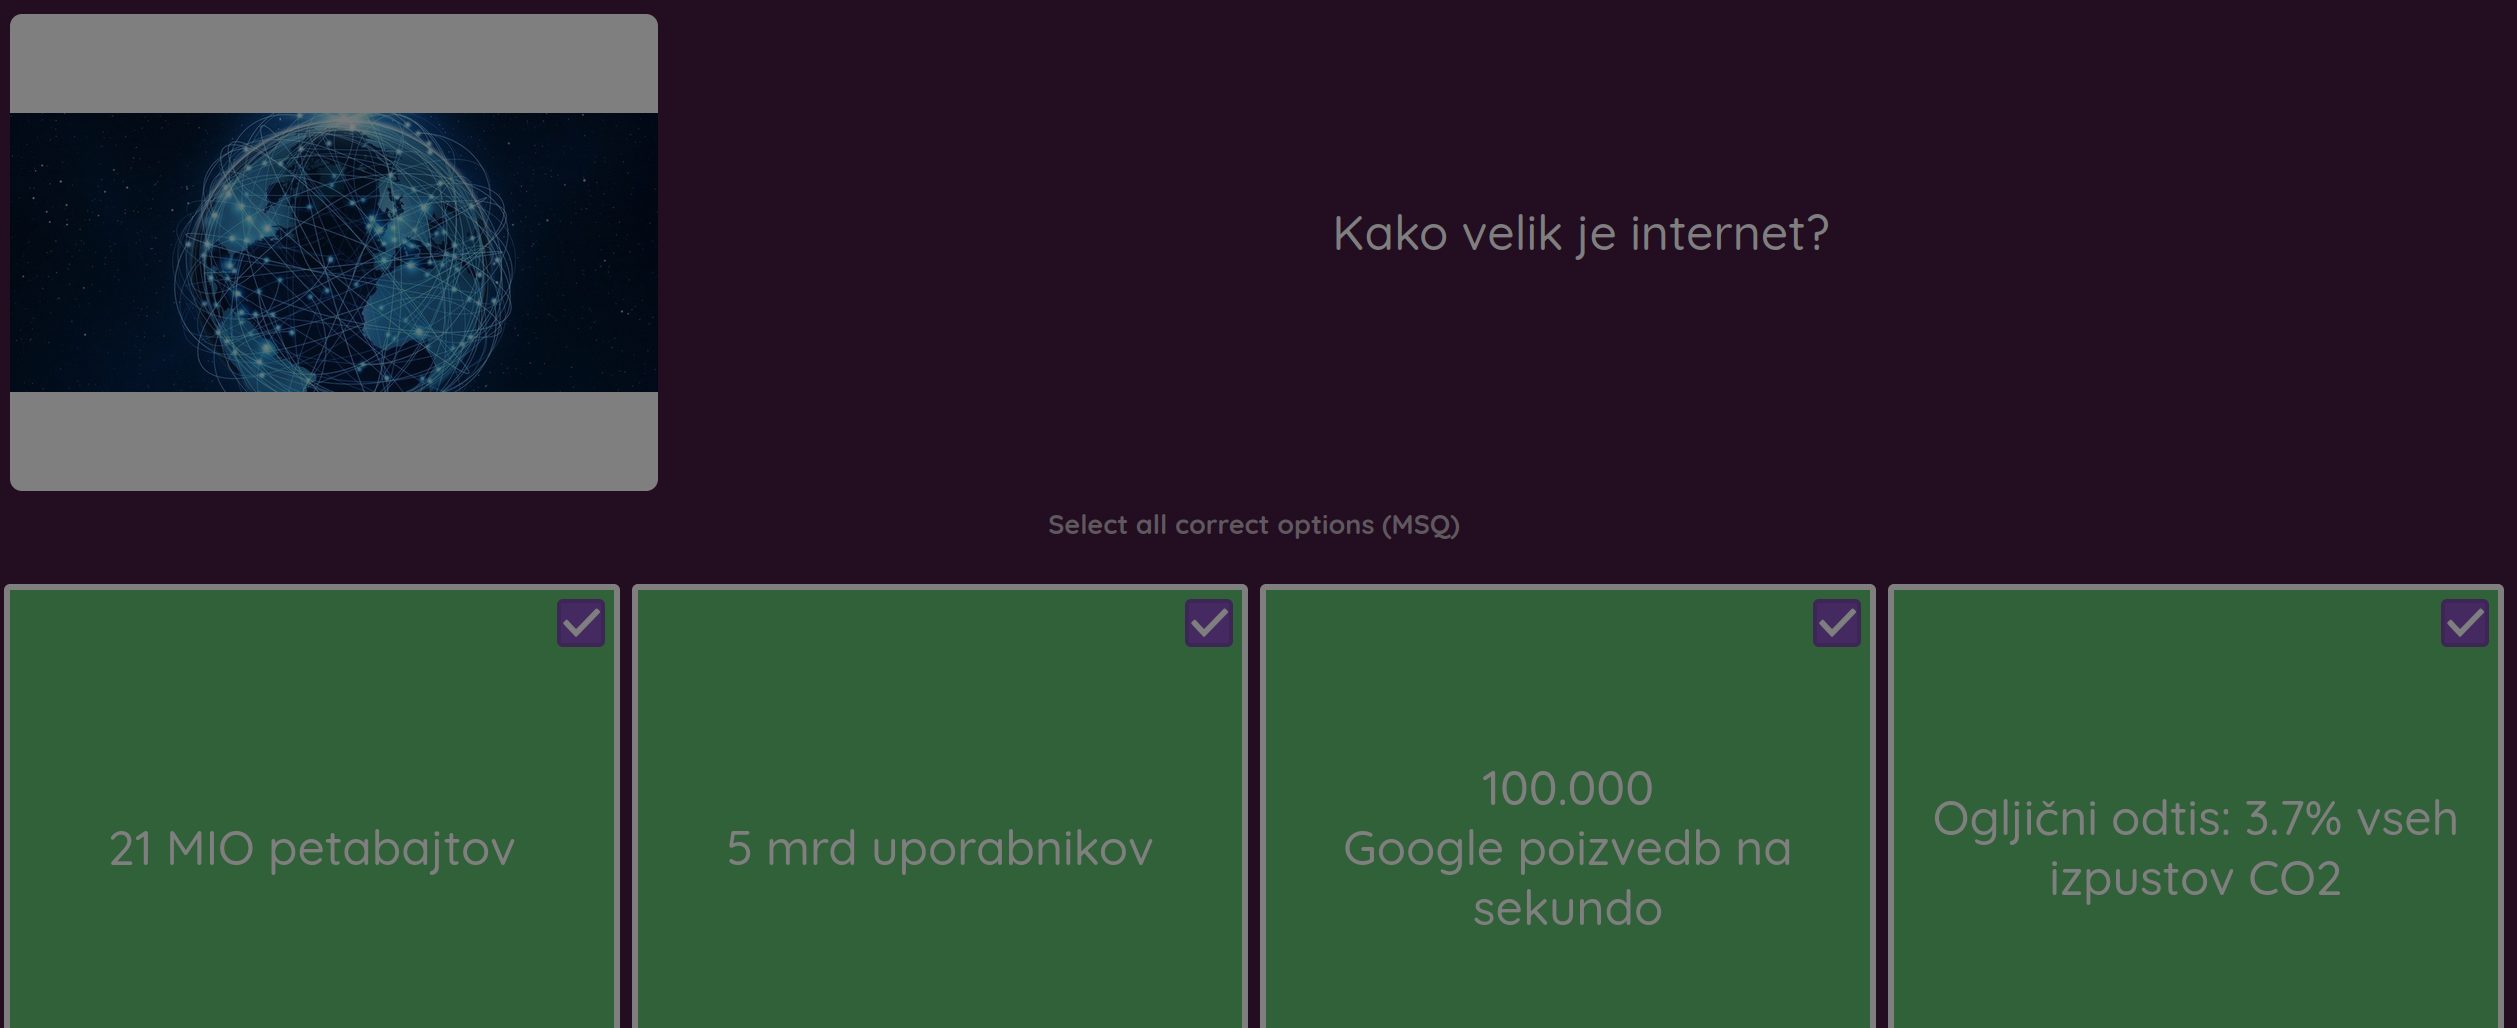 Kako velik je internet?
Select all correct options (MSQ)
21 MIO petabajtov
5 mrd uporabnikov
100.000
Google poizvedb na
sekundo
Ogljični odtis: 3.7% vseh
izpustov CO2